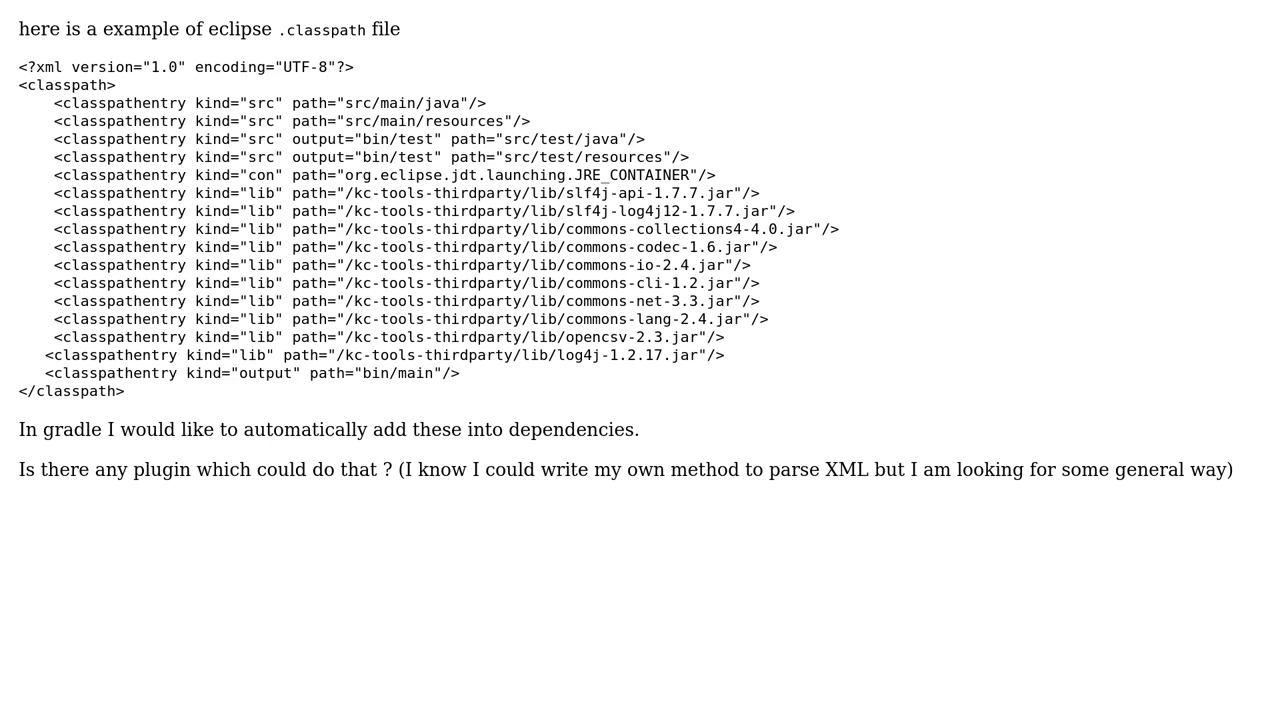 here is a example of eclipse .classpath file
<?xml version="1.0" encoding="UTF-8"?>
<classpath>
    <classpathentry kind="src" path="src/main/java"/>
    <classpathentry kind="src" path="src/main/resources"/>
    <classpathentry kind="src" output="bin/test" path="src/test/java"/>
    <classpathentry kind="src" output="bin/test" path="src/test/resources"/>
    <classpathentry kind="con" path="org.eclipse.jdt.launching.JRE_CONTAINER"/>
    <classpathentry kind="lib" path="/kc-tools-thirdparty/lib/slf4j-api-1.7.7.jar"/>
    <classpathentry kind="lib" path="/kc-tools-thirdparty/lib/slf4j-log4j12-1.7.7.jar"/>
    <classpathentry kind="lib" path="/kc-tools-thirdparty/lib/commons-collections4-4.0.jar"/>
    <classpathentry kind="lib" path="/kc-tools-thirdparty/lib/commons-codec-1.6.jar"/>
    <classpathentry kind="lib" path="/kc-tools-thirdparty/lib/commons-io-2.4.jar"/>
    <classpathentry kind="lib" path="/kc-tools-thirdparty/lib/commons-cli-1.2.jar"/>
    <classpathentry kind="lib" path="/kc-tools-thirdparty/lib/commons-net-3.3.jar"/>
    <classpathentry kind="lib" path="/kc-tools-thirdparty/lib/commons-lang-2.4.jar"/>
    <classpathentry kind="lib" path="/kc-tools-thirdparty/lib/opencsv-2.3.jar"/>
   <classpathentry kind="lib" path="/kc-tools-thirdparty/lib/log4j-1.2.17.jar"/>
   <classpathentry kind="output" path="bin/main"/>
</classpath>
In gradle I would like to automatically add these into dependencies.
Is there any plugin which could do that ? (I know I could write my own method to parse XML but I am looking for some general way)